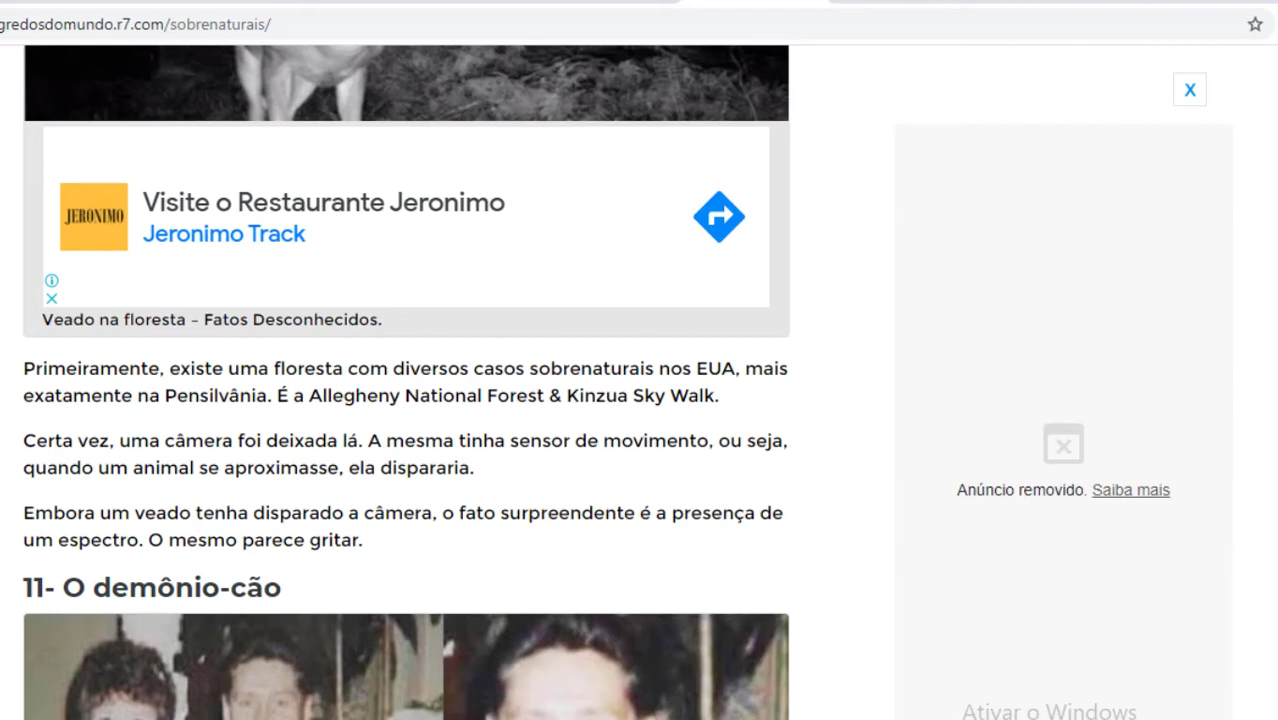 gredosdomundo.r7.com/sobrenaturais/
X
JERONIMO
Visite o Restaurante Jeronimo
Jeronimo Track
Veado na floresta – Fatos Desconhecidos.
Primeiramente, existe uma floresta com diversos casos sobrenaturais nos EUA, mais
exatamente na Pensilvânia. É a Allegheny National Forest & Kinzua Sky Walk.
Certa vez, uma câmera foi deixada lá. A mesma tinha sensor de movimento, ou seja,
quando um animal se aproximasse, ela dispararia.
Embora um veado tenha disparado a câmera, o fato surpreendente é a presença de
um espectro. O mesmo parece gritar.
11- O demônio-cão
Anúncio removido. Saiba mais
Ativar o Windows